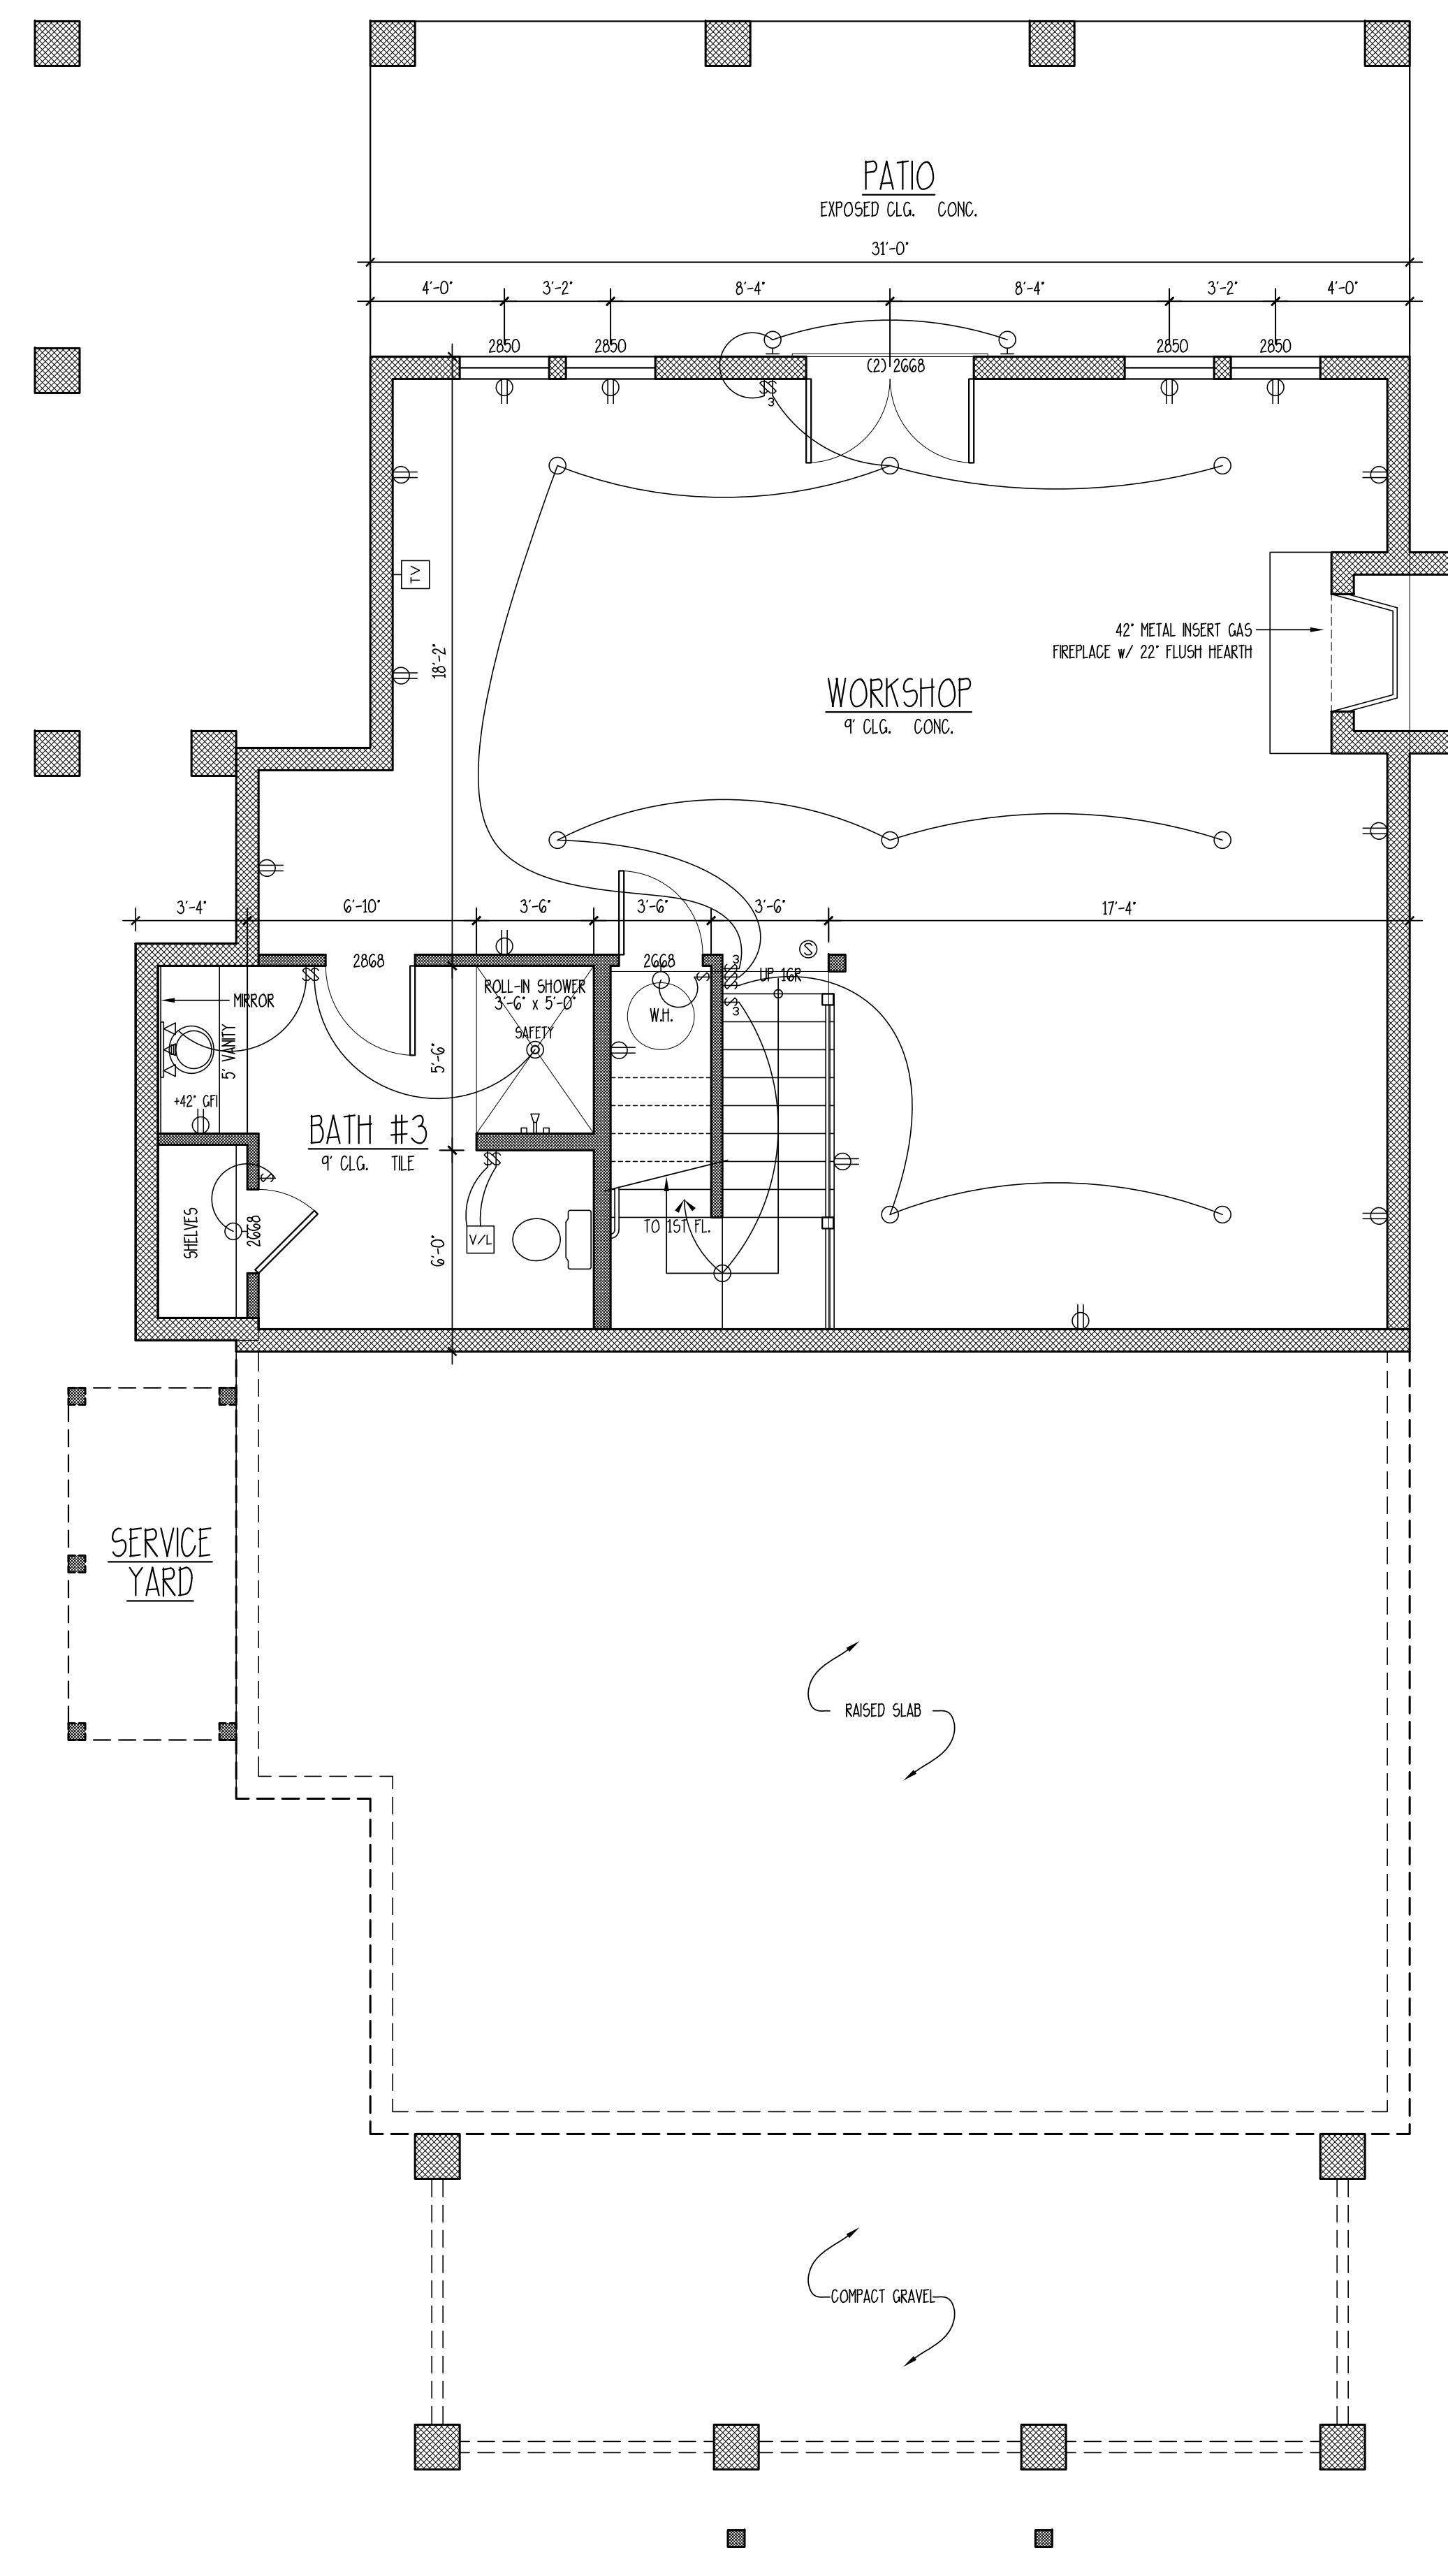 PATIO
EXPOSED CLG. CONC.
31'-0"
4'-0"
3'-2"
8'-4"
8'-4"
3'-2"
4'-0"
2850
2850
2850
2850
(2) 2668
3
TV
18'-2"
42" METAL INSERT GAS
FIREPLACE w/ 22" FLUSH HEARTH
WORKSHOP
9' CLG. CONC.
3'-4"
6'-10"
3'-6"
3'-6"
3'-6"
17'-4"
2868
2668
3
S
UP 16R
MIRROR
ROLL-IN SHOWER
3'-6" x 5'-0"
SAFETY
W.H.
3
5' VANITY
5'-6"
+42" GFI
BATH #3
9' CLG. TILE
SHELVES
2668
V/L
6'-0"
TO 1ST FL.
SERVICE
YARD
RAISED SLAB
COMPACT GRAVEL